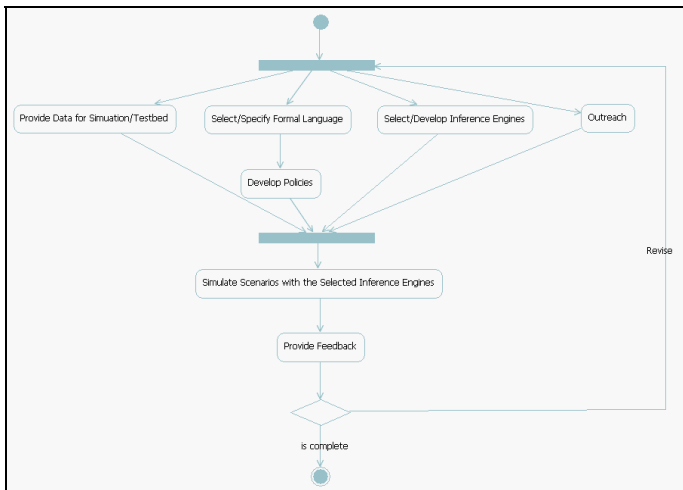 Provide Data for Simuation/Testbed
Select/Specify Formal Language
Select/Develop Inference Engines
Outreach
Develop Policies
Revise
Simulate Scenarios with the Selected Inference Engines
Provide Feedback
is complete